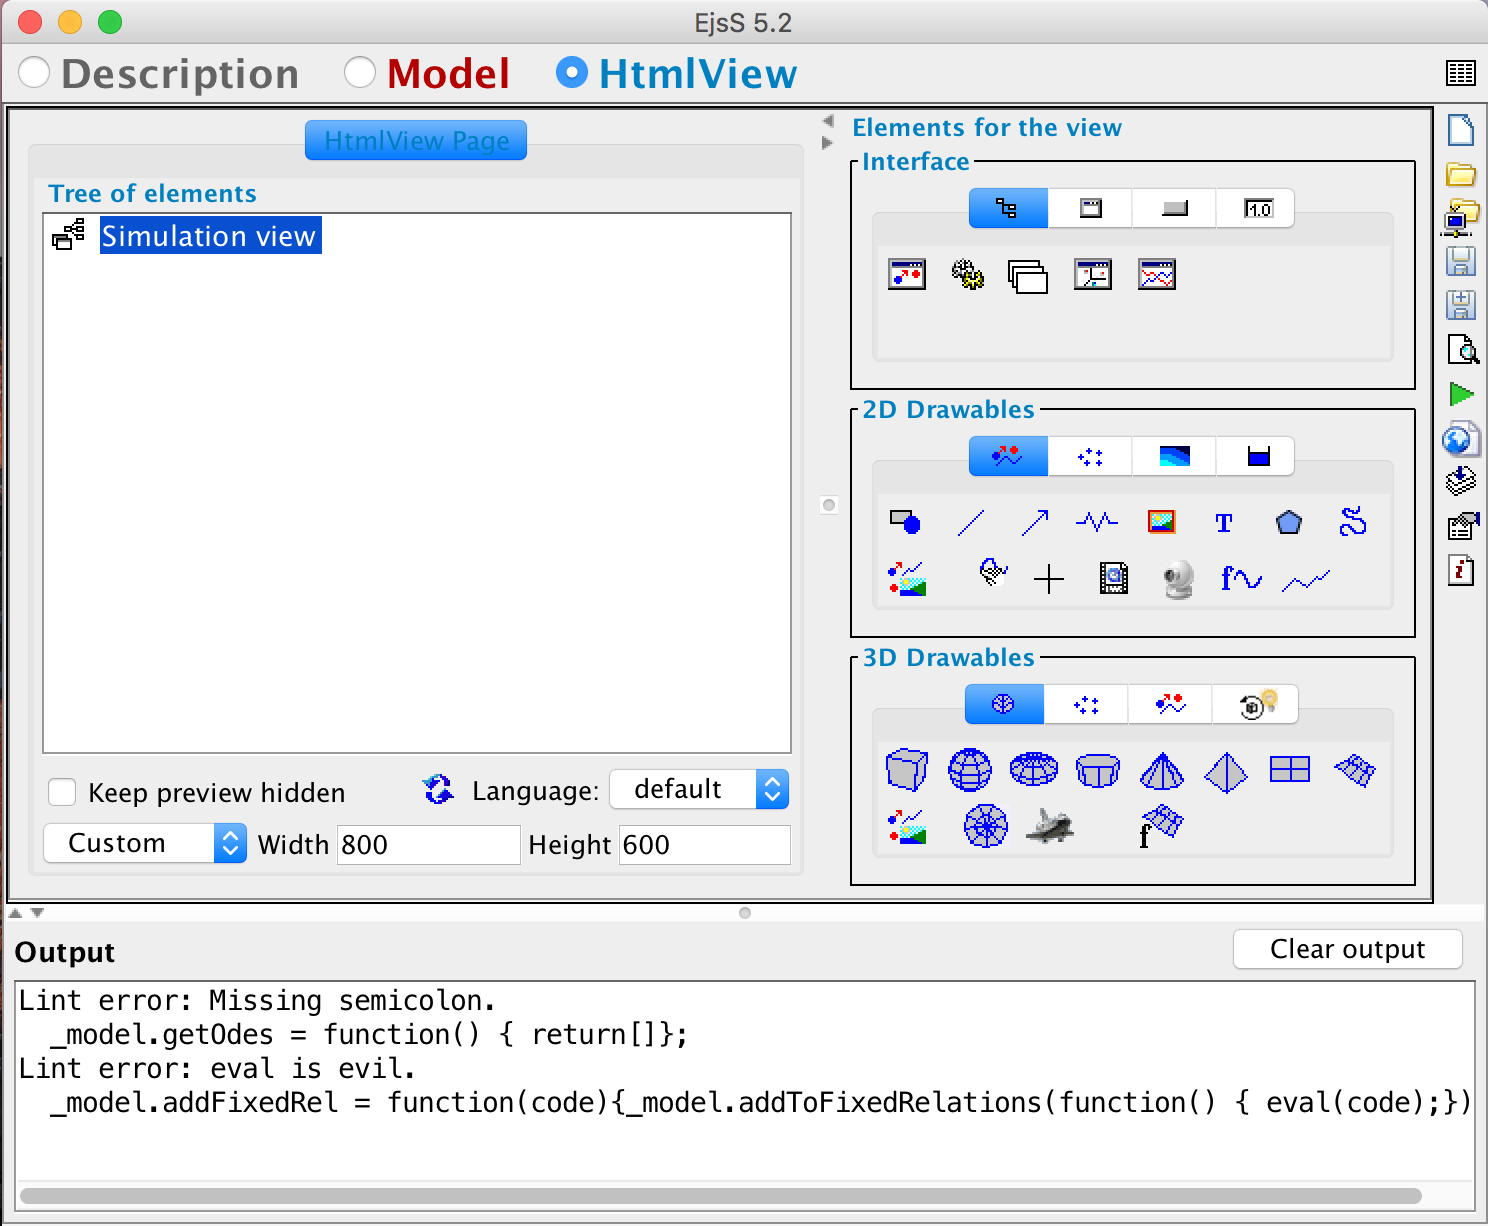 EjsS 5.2
Description Model HtmlView
HtmlView Page
Tree of elements
Simulation view
Keep preview hidden Language: default
Custom Width 800 Height 600
Elements for the view
Interface
1.0
2D Drawables
T
f
3D Drawables
f
i
Output
Clear output
Lint error: Missing semicolon.
_model.getOdes = function() { return[]};
Lint error: eval is evil.
_model.addFixedRel = function(code){_model.addToFixedRelations(function() { eval(code);})